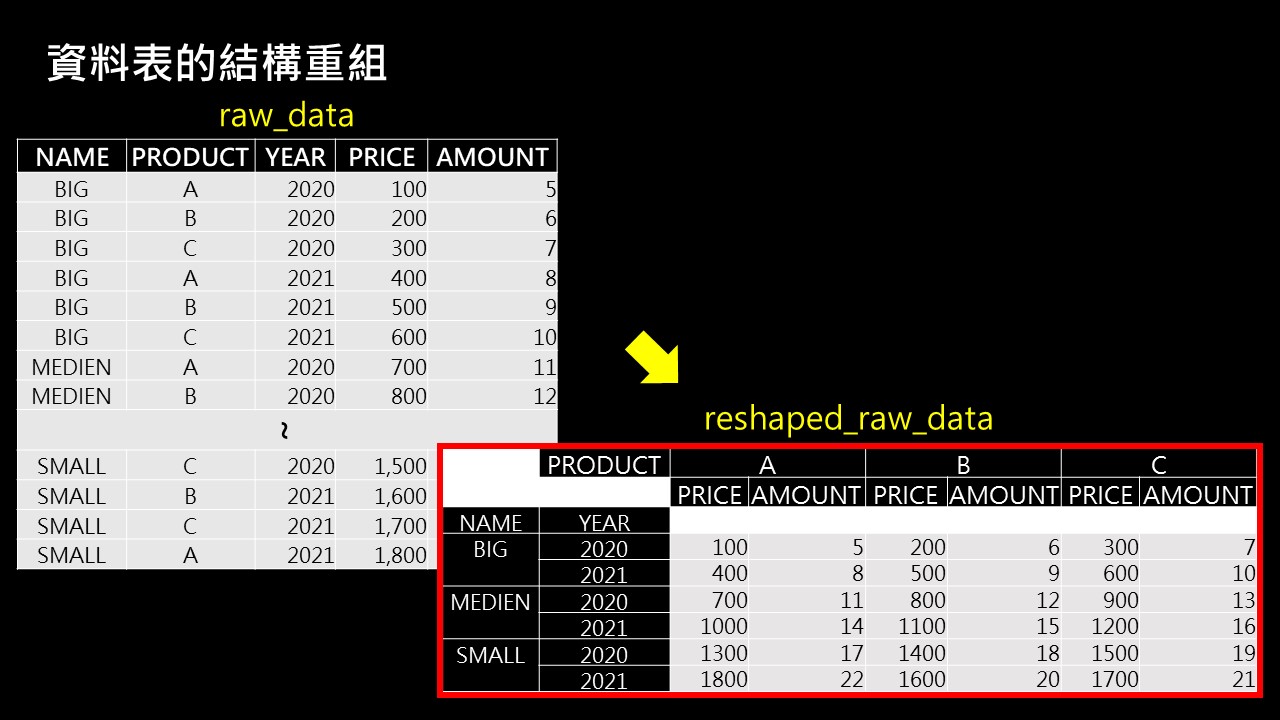 資料表的結構重組
raw_data
NAME PRODUCT YEAR PRICE AMOUNT
BIG A 2020 100 5
BIG B 2020 200 6
BIG C 2020 300 7
BIG A 2021 400 8
BIG B 2021 500 9
BIG C 2021 600 10
MEDIEN A 2020 700 11
MEDIEN B 2020 800 12
~
SMALL C 2020 1,500
SMALL B 2021 1,600
SMALL C 2021 1,700
SMALL A 2021 1,800
reshaped_raw_data
PRODUCT A B C
PRICE AMOUNT PRICE AMOUNT PRICE AMOUNT
NAME YEAR
BIG 2020 100 5 200 6 300 7
2021 400 8 500 9 600 10
MEDIEN 2020 700 11 800 12 900 13
2021 1000 14 1100 15 1200 16
SMALL 2020 1300 17 1400 18 1500 19
2021 1800 22 1600 20 1700 21